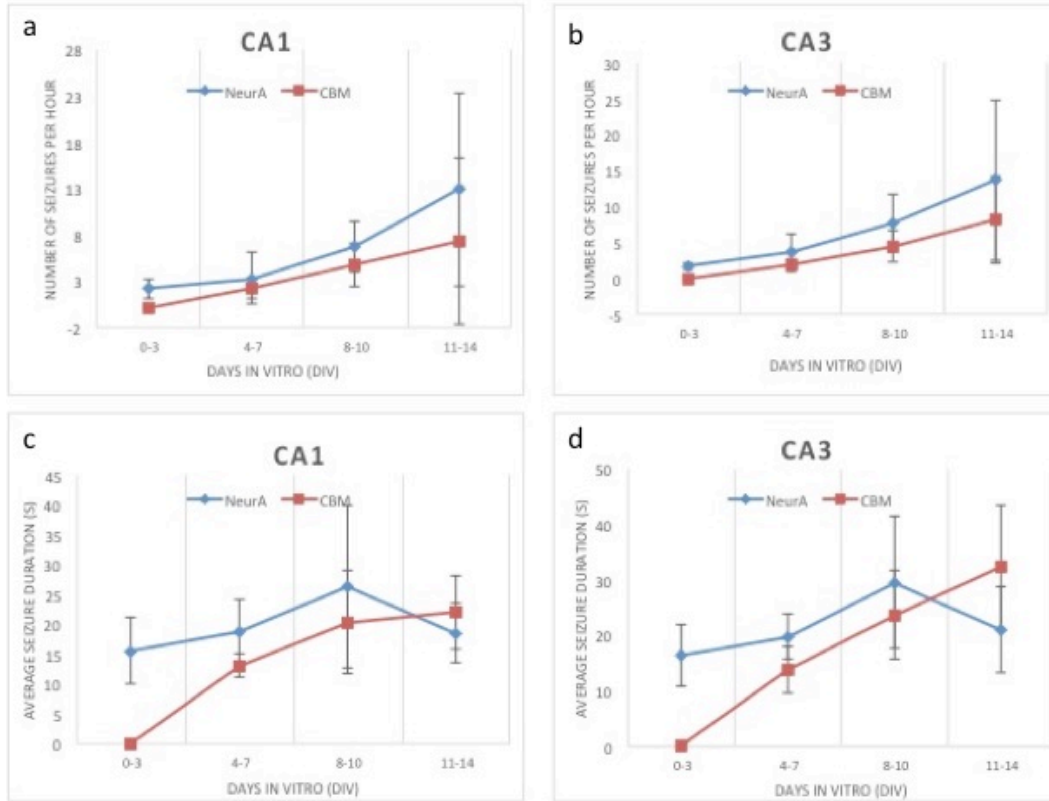 a
CA1
28
23
18
13
8
3
-2
NUMBER OF SEIZURES PER HOUR
NeurA CBM
0-3 4-7 8-10 11-14
DAYS IN VITRO (DIV)
b
CA3
30
25
20
15
10
5
0
-5
NUMBER OF SEIZURES PER HOUR
NeurA CBM
0-3 4-7 8-10 11-14
DAYS IN VITRO (DIV)
c
CA1
45
40
35
30
25
20
15
10
5
0
AVERAGE SEIZURE DURATION (S)
NeurA CBM
0-3 4-7 8-10 11-14
DAYS IN VITRO (DIV)
d
CA3
50
40
30
20
10
0
AVERAGE SEIZURE DURATION (S)
NeurA CBM
0-3 4-7 8-10 11-14
DAYS IN VITRO (DIV)